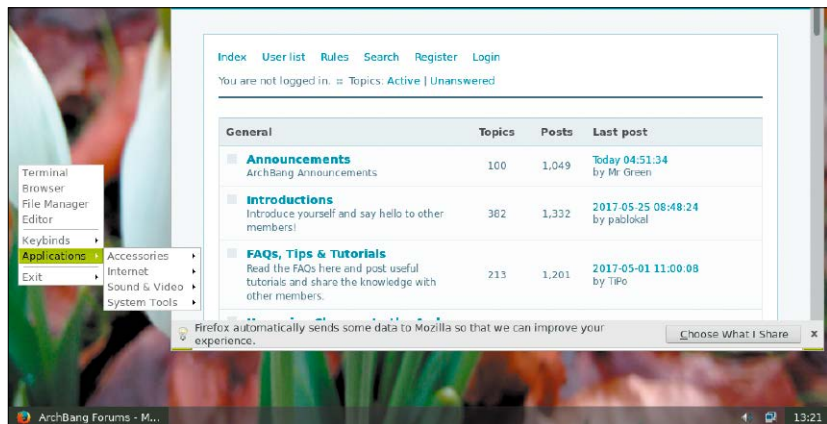 Index User list Rules Search Register Login
You are not logged in. :: Topics: Active | Unanswered
General Topics Posts Last post
Announcements
ArchBang Announcements
100 1,049
Today 04:51:34
by Mr Green
Introductions
Introduce yourself and say hello to other
members!
382 1,332
2017-05-25 08:48:24
by pablokal
FAQs, Tips & Tutorials
Read the FAQs here and post useful
tutorials and share the knowledge with
other members.
213 1,201
2017-05-01 11:00:08
by TiPo
Terminal
Browser
File Manager
Editor
Keybinds
Applications
Exit
Accessories
Internet
Sound & Video
System Tools
Firefox automatically sends some data to Mozilla so that we can improve your
experience.
Choose What I Share x
ArchBang Forums - M...
13:21